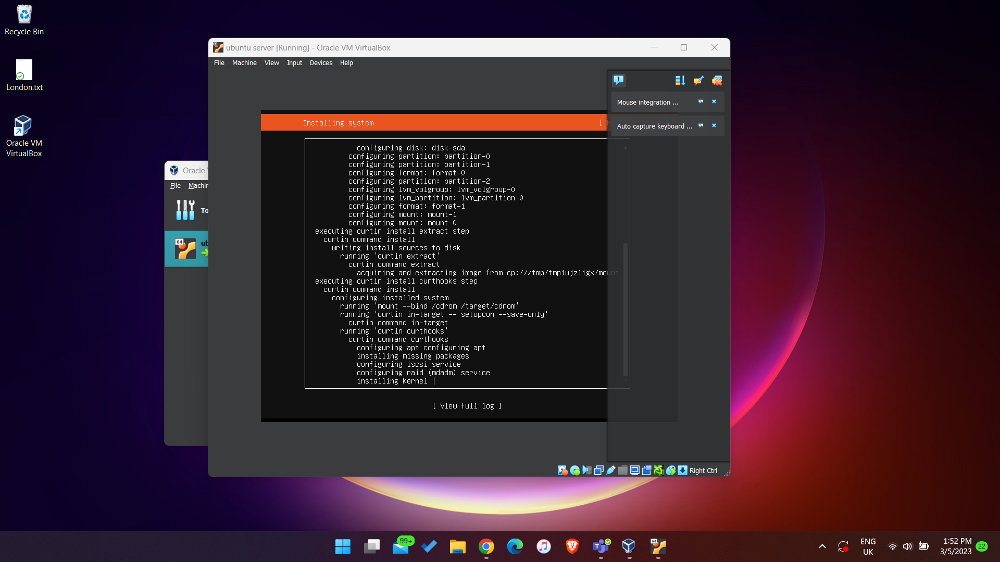 Recycle Bin
London.txt
Oracle VM
VirtualBox
ubuntu server [Running] - Oracle VM VirtualBox
File Machine View Input Devices Help
Mouse integration ...
Auto capture keyboard ...
Installing system [
configuring disk: disk-sda
configuring partition: partition-0
configuring partition: partition-1
configuring format: format-0
configuring partition: partition-2
configuring lvm_volgroup: lvm_volgroup-0
configuring lvm_partition: lvm_partition-0
configuring format: format-1
configuring mount: mount-1
configuring mount: mount-0
executing curtin install extract step
curtin command install
writing install sources to disk
running 'curtin extract'
curtin command extract
acquiring and extracting image from cp:///tmp/tmp1ujzligx/mount
executing curtin install curthooks step
curtin command install
configuring installed system
running 'mount --bind /cdrom /target/cdrom'
running 'curtin in-target -- setupcon --save-only'
curtin command in-target
running 'curtin curthooks'
curtin command curthooks
configuring apt configuring apt
installing missing packages
configuring iscsi service
configuring raid (mdadm) service
installing kernel |
[ View full log ]
Right Ctrl
Oracle
File Machin
To
64
ub
99+
64
ENG
UK
1:52 PM
3/5/2023
22